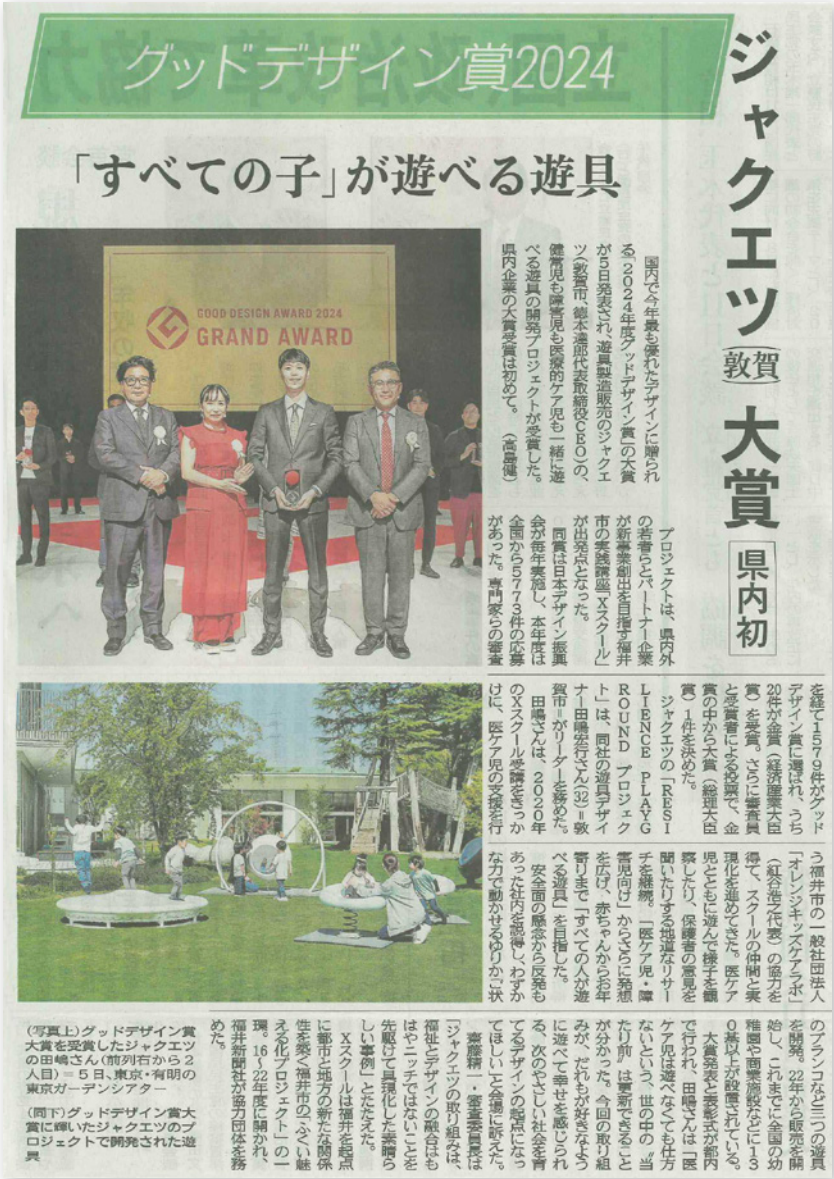 グッドデザイン賞2024
ジャクエツ(敦賀)大賞 県内初
「すべての子」が遊べる遊具
GOOD DESIGN AWARD 2024
GRAND AWARD
国内で今年最も優れたデザインに贈られ
る「2024年度グッドデザイン賞」の大賞
が5日発表され、遊具製造販売のジャクエ
ツ(敦賀市、徳本達郎代表取締役CEO)の、
健常児も障害児も医療的ケア児も一緒に遊
べる遊具の開発プロジェクトが受賞した。
県内企業の大賞受賞は初めて。 (高島健)
プロジェクトは、県内外
の若者らとパートナー企業
が新事業創出を目指す福井
市の実践講座「Xスクール」
が出発点となった。
同賞は日本デザイン振興
会が毎年実施し、本年度は
全国から5773件の応募
があった。専門家らの審査
を経て1579件がグッド
デザイン賞に選ばれ、うち
20件が金賞(経済産業大臣
賞)を受賞。さらに審査員
と受賞者による投票で、金
賞の中から大賞(総理大臣
賞)1件を決めた。
ジャクエツの「RESI
LIENCE PLAYG
ROUND プロジェク
ト」は、同社の遊具デザイ
ナー田嶋宏行さん(32)=敦
賀市=がリーダーを務めた。
田嶋さんは、2020年
のXスクール受講をきっか
けに、医ケア児の支援を行
う福井市の一般社団法人
「オレンジキッズケアラボ」
(紅谷浩之代表)の協力を
得て、スクールの仲間と実
現化を進めてきた。医ケア
児とともに遊んで様子を観
察したり、保護者の意見を
聞いたりする地道なリサー
チを継続。「医ケア児・障
害児向け」からさらに発想
を広げ、赤ちゃんからお年
寄りまで「すべての人が遊
べる遊具」を目指した。
安全面の懸念から反発も
あった社内を説得し、わずか
な力で動かせるゆりかご状
のブランコなど三つの遊具
を開発。22年から販売を開
始し、これまでに全国の幼
稚園や商業施設などに13
0基以上が設置されている。
大賞発表と表彰式が都内
で行われ、田嶋さんは「医
ケア児は遊べなくても仕方
ないという、世の中の〝当
たり前〟は更新できること
が分かった。今回の取り組
みが、だれもが好きなよう
に遊べて幸せを感じられ
る、次のやさしい社会を育
てるデザインの起点になっ
てほしい」と会場に訴えた。
齋藤精一・審査委員長は
「ジャクエツの取り組みは、
福祉とデザインの融合はも
はやニッチではないことを
先駆けて具現化した素晴ら
しい事例」とたたえた。
Xスクールは福井を起点
に都市と地方の新たな関係
性を築く、福井市の「ふくい魅
える化プロジェクト」の一
環。16~22年度に開かれ、
福井新聞社が協力団体を務
めた。
(写真上)グッドデザイン賞
大賞を受賞したジャクエツ
の田嶋さん(前列右から2
人目)=5日、東京・有明の
東京ガーデンシアター
(同下)グッドデザイン賞大
賞に輝いたジャクエツのプ
ロジェクトで開発された遊
具